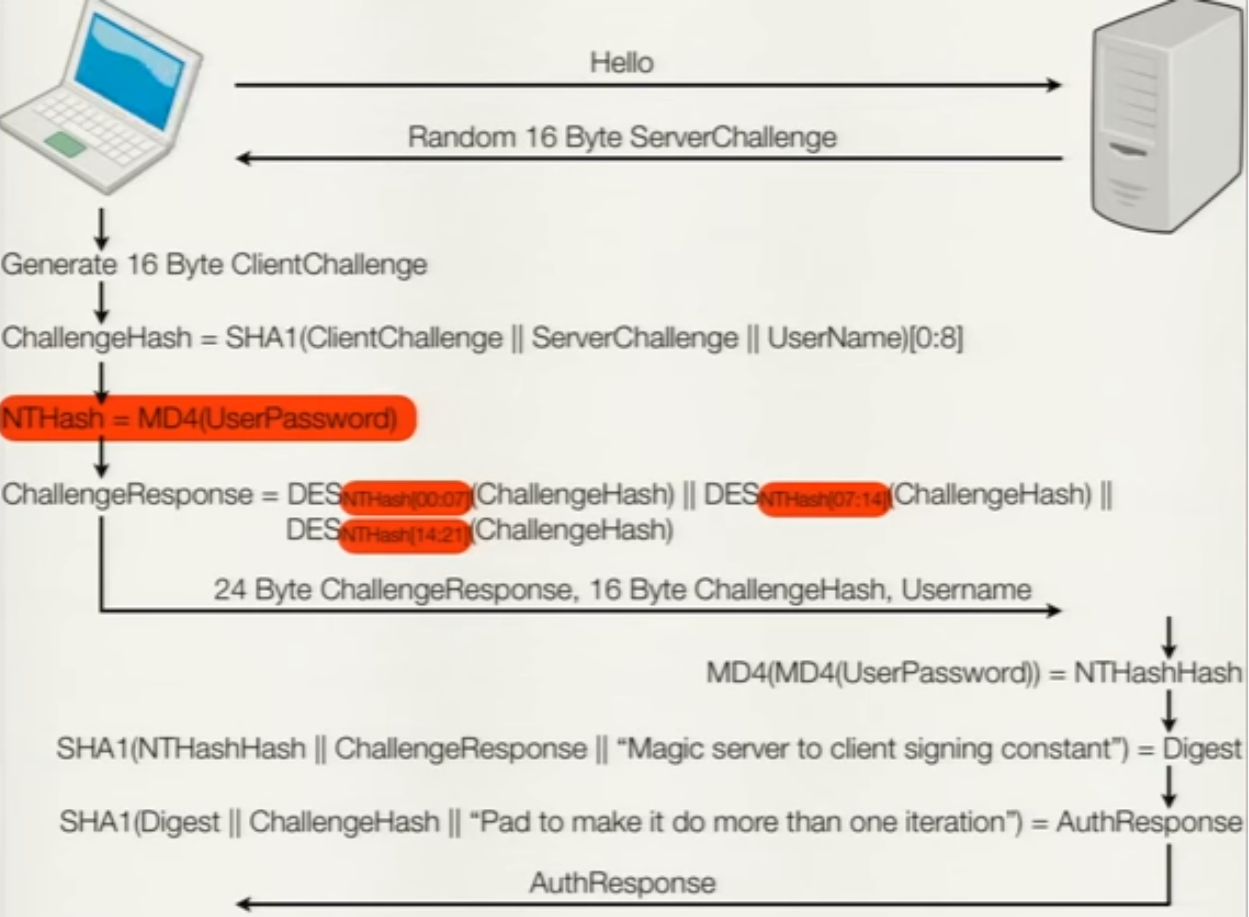 Hello
Random 16 Byte ServerChallenge
Generate 16 Byte ClientChallenge
ChallengeHash = SHA1(ClientChallenge || ServerChallenge || UserName)[0:8]
NTHash = MD4(UserPassword)
ChallengeResponse = DESNTHash[00:07](ChallengeHash) || DESNTHash[07:14](ChallengeHash) ||
DESNTHash[14:21](ChallengeHash)
24 Byte ChallengeResponse, 16 Byte ChallengeHash, Username
MD4(MD4(UserPassword)) = NTHashHash
SHA1(NTHashHash || ChallengeResponse || “Magic server to client signing constant”) = Digest
SHA1(Digest || ChallengeHash || “Pad to make it do more than one iteration”) = AuthResponse
AuthResponse